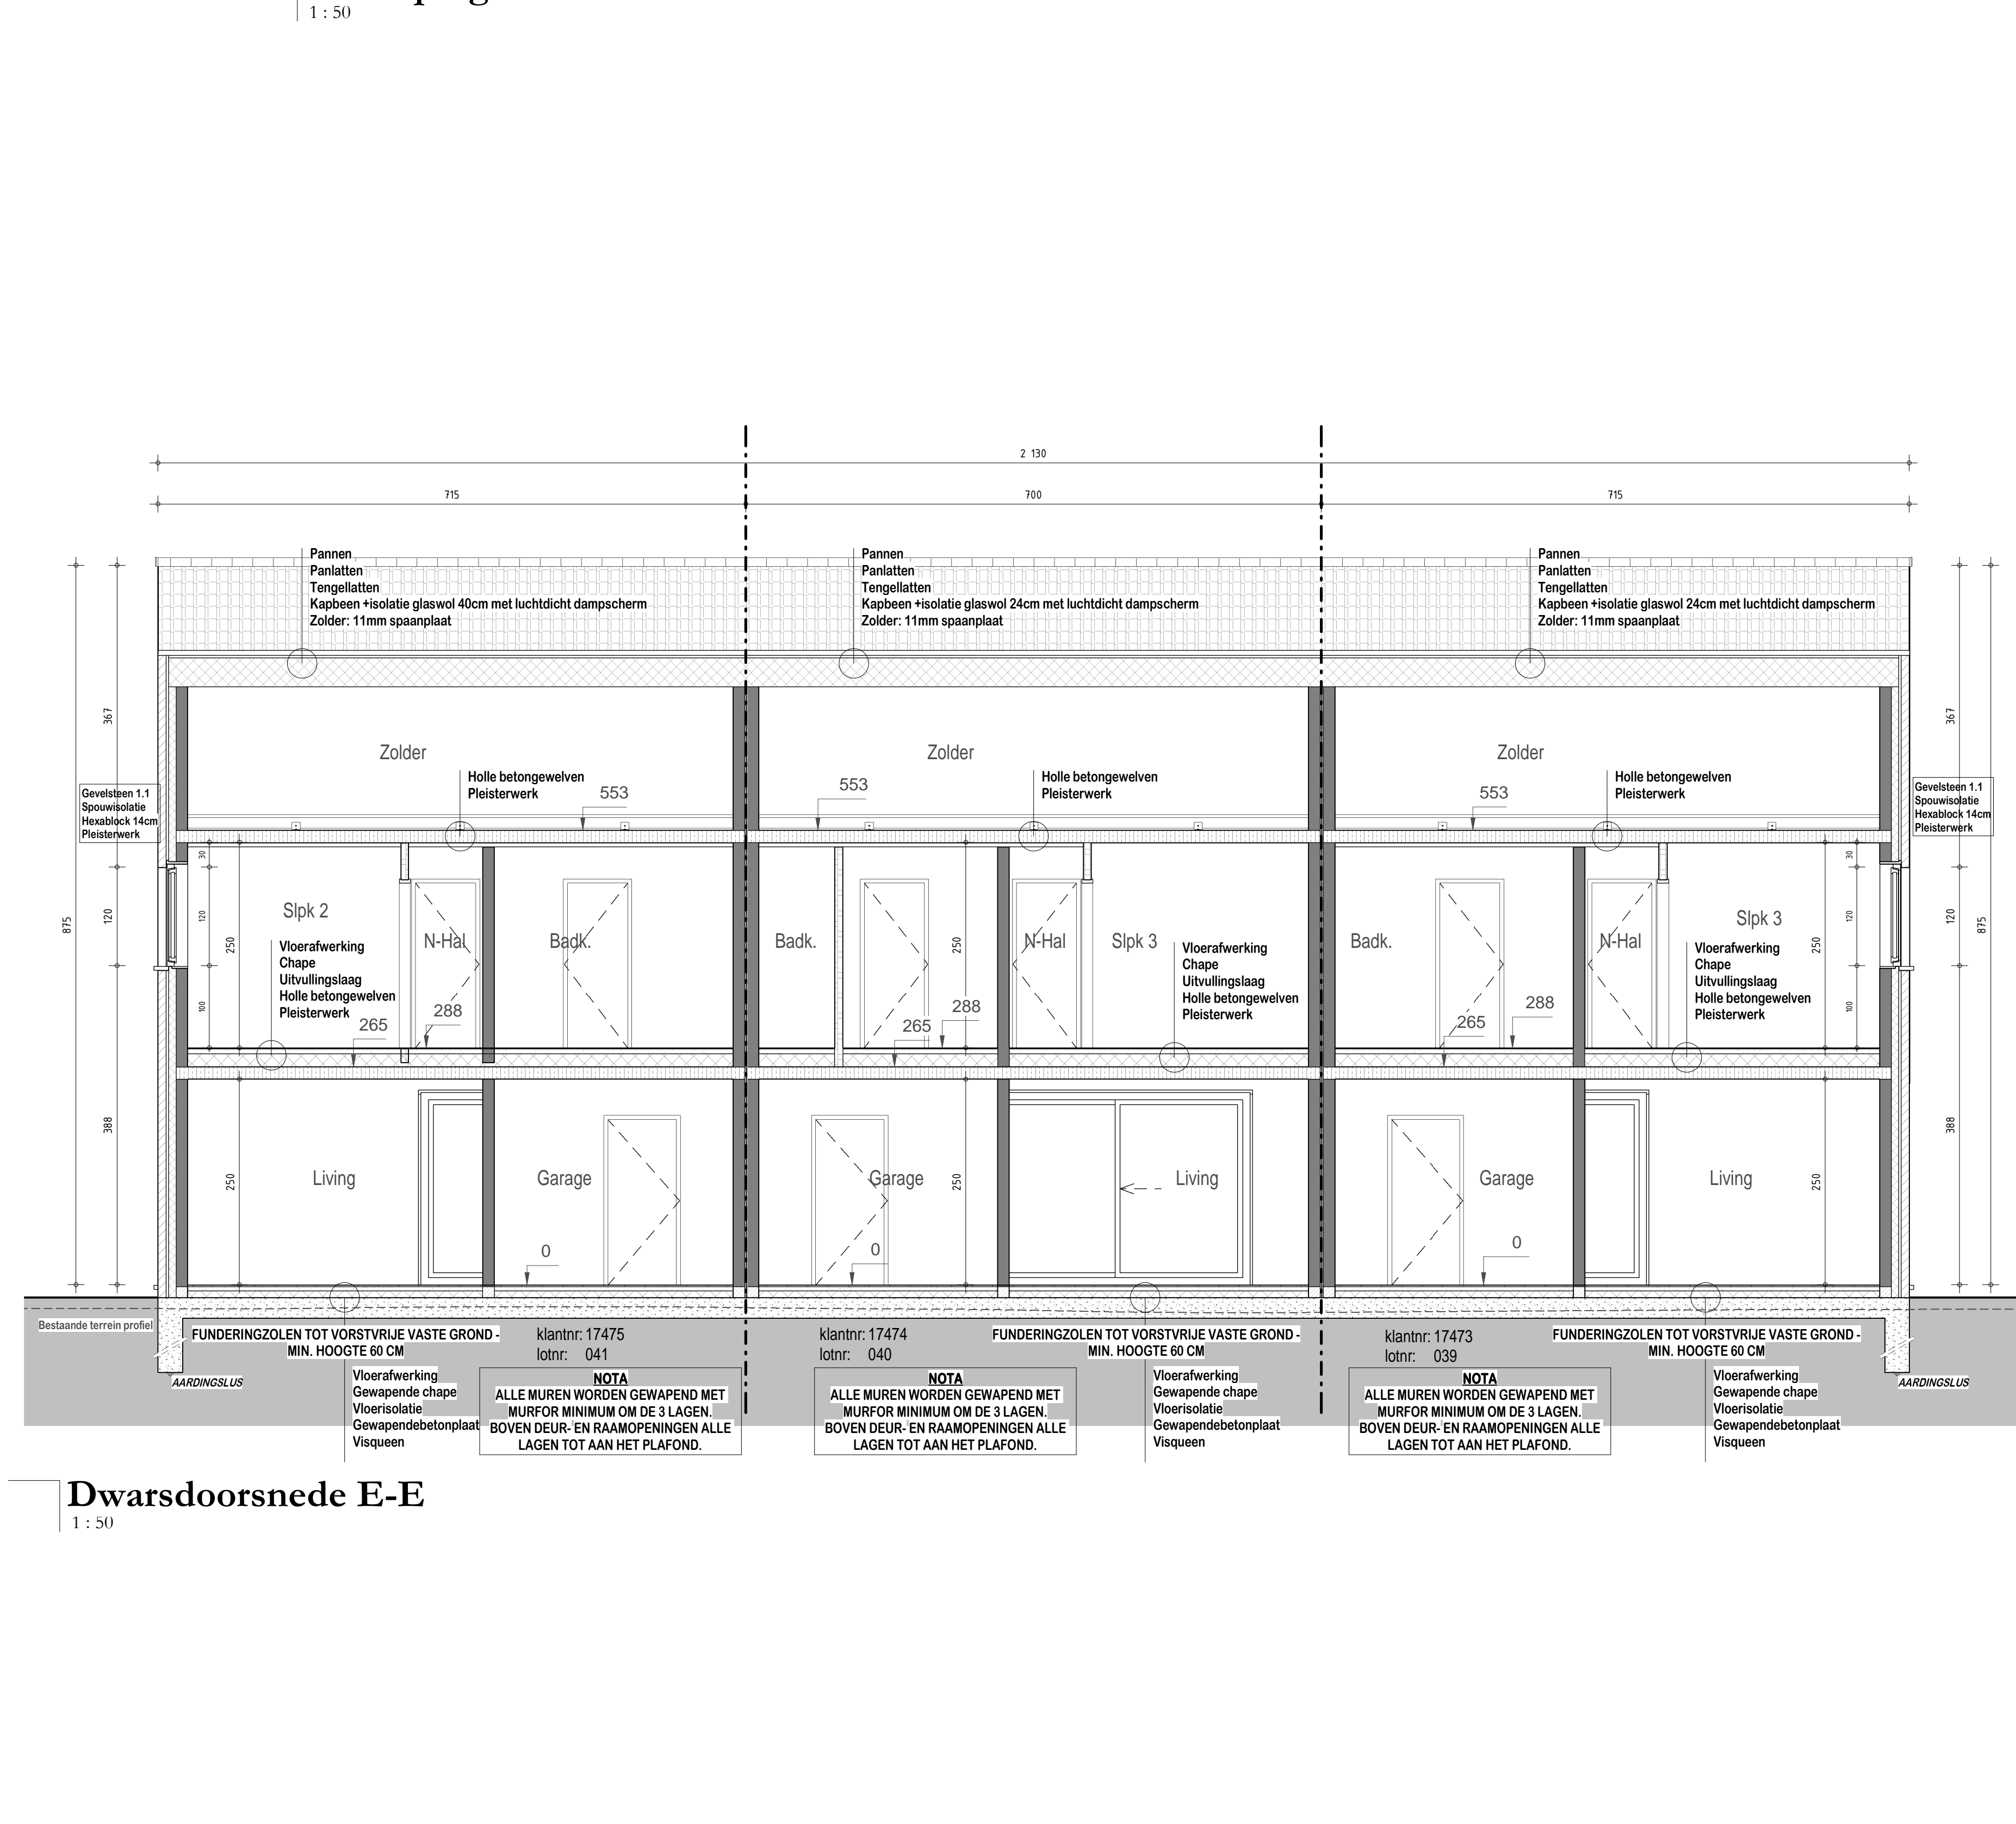 1 : 50
2 130
715
700
715
Pannen
Panlatten
Tengellatten
Kapbeen +isolatie glaswol 40cm met luchtdicht dampscherm
Zolder: 11mm spaanplaat
Pannen
Panlatten
Tengellatten
Kapbeen +isolatie glaswol 24cm met luchtdicht dampscherm
Zolder: 11mm spaanplaat
Pannen
Panlatten
Tengellatten
Kapbeen +isolatie glaswol 24cm met luchtdicht dampscherm
Zolder: 11mm spaanplaat
367
367
Zolder
Zolder
Zolder
Holle betongewelven
Pleisterwerk
553
553
Holle betongewelven
Pleisterwerk
553
Holle betongewelven
Pleisterwerk
Gevelsteen 1.1
Spouwisolatie
Hexablock 14cm
Pleisterwerk
Gevelsteen 1.1
Spouwisolatie
Hexablock 14cm
Pleisterwerk
875
120
388
30
120
100
250
Slpk 2
N-Hal
Badk.
Badk.
250
N-Hal
Slpk 3
Badk.
N-Hal
Slpk 3
250
30
120
100
120
875
388
Vloerafwerking
Chape
Uitvullingslaag
Holle betongewelven
Pleisterwerk
265
288
265
288
Vloerafwerking
Chape
Uitvullingslaag
Holle betongewelven
Pleisterwerk
265
288
Vloerafwerking
Chape
Uitvullingslaag
Holle betongewelven
Pleisterwerk
250
Living
Garage
Garage
250
Living
Garage
Living
250
0
0
0
Bestaande terrein profiel
FUNDERINGZOLEN TOT VORSTVRIJE VASTE GROND -
MIN. HOOGTE 60 CM
klantnr: 17475
lotnr: 041
klantnr: 17474
lotnr: 040
FUNDERINGZOLEN TOT VORSTVRIJE VASTE GROND -
MIN. HOOGTE 60 CM
klantnr: 17473
lotnr: 039
FUNDERINGZOLEN TOT VORSTVRIJE VASTE GROND -
MIN. HOOGTE 60 CM
AARDINGSLUS
AARDINGSLUS
Vloerafwerking
Gewapende chape
Vloerisolatie
Gewapendebetonplaat
Visqueen
NOTA
ALLE MUREN WORDEN GEWAPEND MET
MURFOR MINIMUM OM DE 3 LAGEN.
BOVEN DEUR- EN RAAMOPENINGEN ALLE
LAGEN TOT AAN HET PLAFOND.
NOTA
ALLE MUREN WORDEN GEWAPEND MET
MURFOR MINIMUM OM DE 3 LAGEN.
BOVEN DEUR- EN RAAMOPENINGEN ALLE
LAGEN TOT AAN HET PLAFOND.
Vloerafwerking
Gewapende chape
Vloerisolatie
Gewapendebetonplaat
Visqueen
NOTA
ALLE MUREN WORDEN GEWAPEND MET
MURFOR MINIMUM OM DE 3 LAGEN.
BOVEN DEUR- EN RAAMOPENINGEN ALLE
LAGEN TOT AAN HET PLAFOND.
Vloerafwerking
Gewapende chape
Vloerisolatie
Gewapendebetonplaat
Visqueen
Dwarsdoorsnede E-E
1 : 50